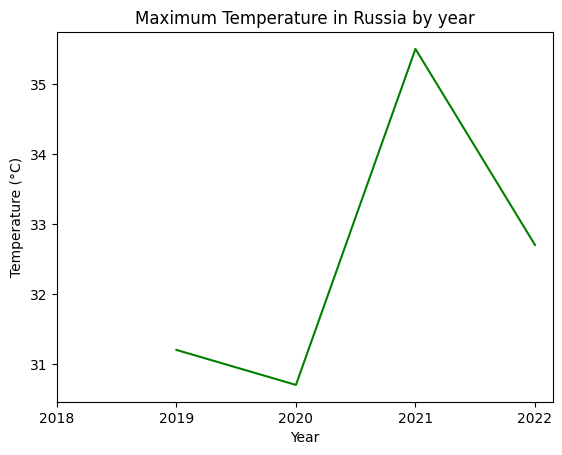 Maximum Temperature in Russia by year
Temperature (°C)
35
34
33
32
31
2018 2019 2020 2021 2022
Year